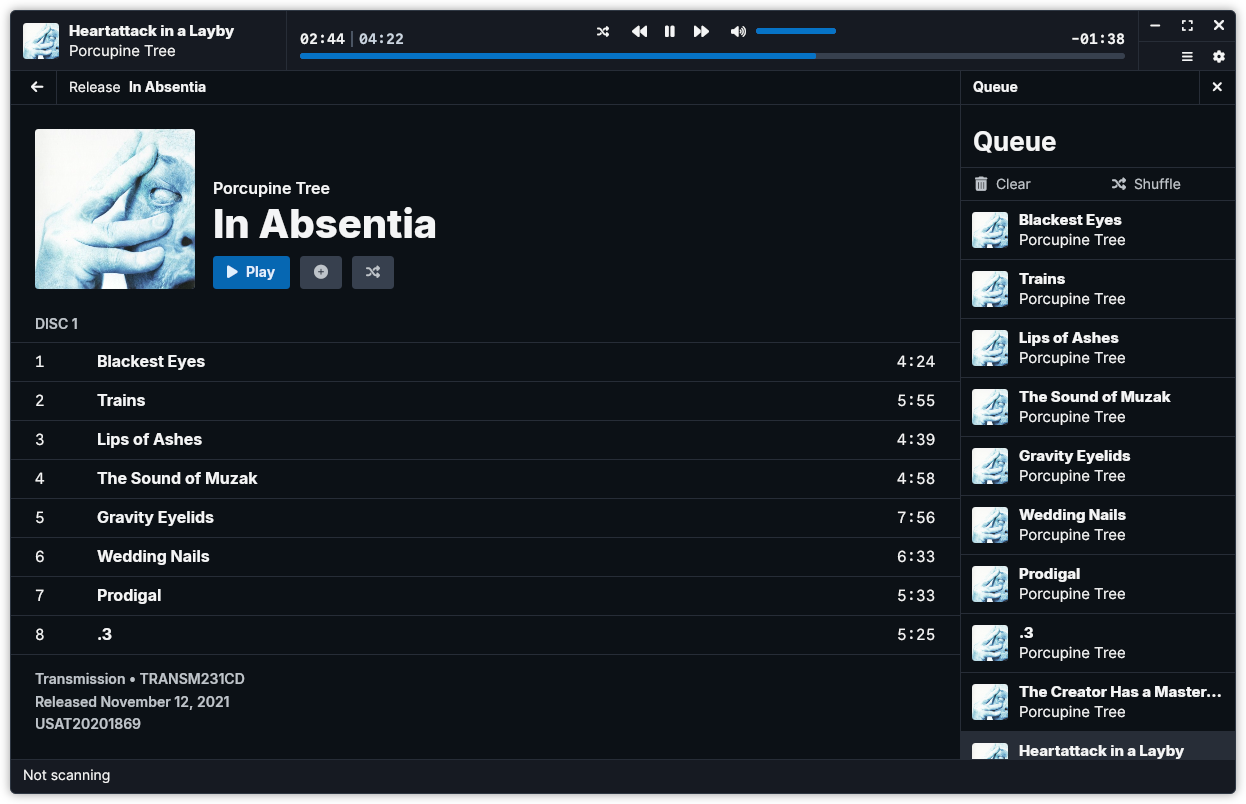 Heartattack in a Layby
Porcupine Tree
02:44 | 04:22
-01:38
Release In Absentia
Porcupine Tree
In Absentia
Play
DISC 1
1 Blackest Eyes 4:24
2 Trains 5:55
3 Lips of Ashes 4:39
4 The Sound of Muzak 4:58
5 Gravity Eyelids 7:56
6 Wedding Nails 6:33
7 Prodigal 5:33
8 .3 5:25
Transmission • TRANSM231CD
Released November 12, 2021
USAT20201869
Queue
Queue
Clear Shuffle
Blackest Eyes
Porcupine Tree
Trains
Porcupine Tree
Lips of Ashes
Porcupine Tree
The Sound of Muzak
Porcupine Tree
Gravity Eyelids
Porcupine Tree
Wedding Nails
Porcupine Tree
Prodigal
Porcupine Tree
.3
Porcupine Tree
The Creator Has a Master...
Porcupine Tree
Heartattack in a Layby
Not scanning